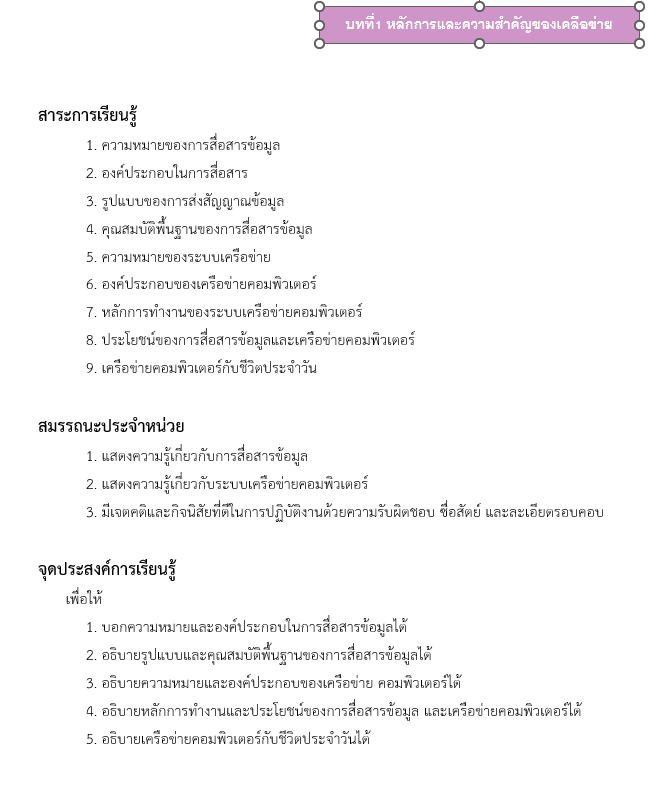 บทที่1 หลักการและความสำคัญของเคลือข่าย
สาระการเรียนรู้
1. ความหมายของการสื่อสารข้อมูล
2. องค์ประกอบในการสื่อสาร
3. รูปแบบของการส่งสัญญาณข้อมูล
4. คุณสมบัติพื้นฐานของการสื่อสารข้อมูล
5. ความหมายของระบบเครือข่าย
6. องค์ประกอบของเครือข่ายคอมพิวเตอร์
7. หลักการทำงานของระบบเครือข่ายคอมพิวเตอร์
8. ประโยชน์ของการสื่อสารข้อมูลและเครือข่ายคอมพิวเตอร์
9. เครือข่ายคอมพิวเตอร์กับชีวิตประจำวัน
สมรรถนะประจำหน่วย
1. แสดงความรู้เกี่ยวกับการสื่อสารข้อมูล
2. แสดงความรู้เกี่ยวกับระบบเครือข่ายคอมพิวเตอร์
3. มีเจตคติและกิจนิสัยที่ดีในการปฏิบัติงานด้วยความรับผิดชอบ ซื่อสัตย์ และละเอียดรอบคอบ
จุดประสงค์การเรียนรู้
เพื่อให้
1. บอกความหมายและองค์ประกอบในการสื่อสารข้อมูลได้
2. อธิบายรูปแบบและคุณสมบัติพื้นฐานของการสื่อสารข้อมูลได้
3. อธิบายความหมายและองค์ประกอบของเครือข่าย คอมพิวเตอร์ได้
4. อธิบายหลักการทำงานและประโยชน์ของการสื่อสารข้อมูล และเครือข่ายคอมพิวเตอร์ได้
5. อธิบายเครือข่ายคอมพิวเตอร์กับชีวิตประจำวันได้